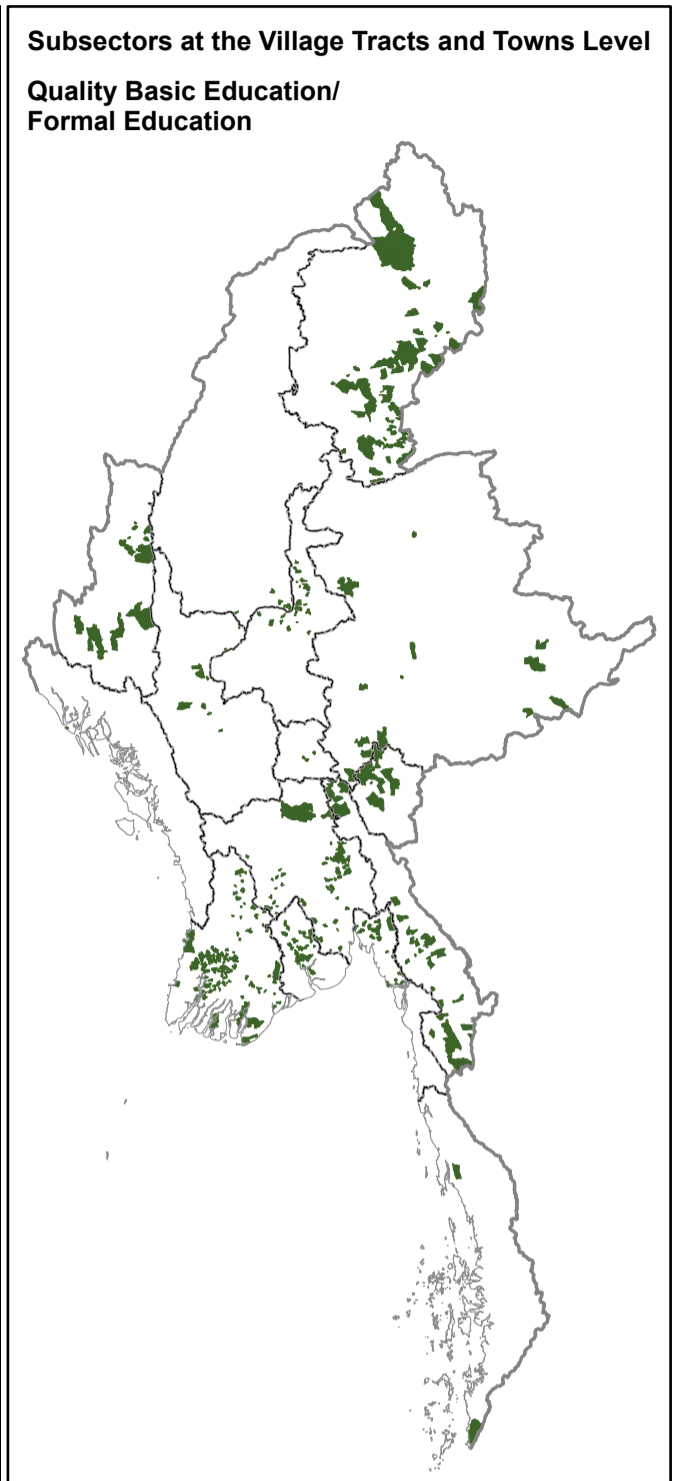 Subsectors at the Village Tracts and Towns Level
Quality Basic Education/
Formal Education